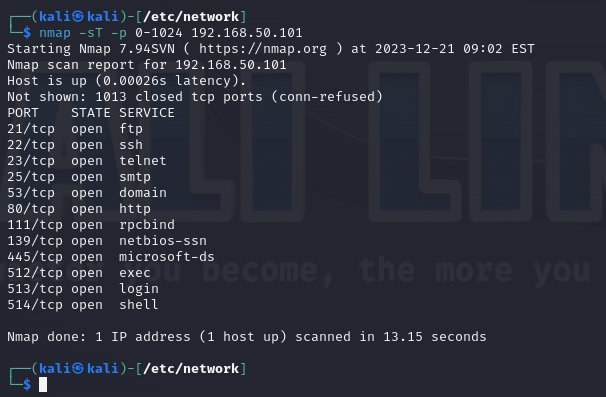 ┌──(kali㉿kali)-[/etc/network]
└─$ nmap -sT -p 0-1024 192.168.50.101
Starting Nmap 7.94SVN ( https://nmap.org ) at 2023-12-21 09:02 EST
Nmap scan report for 192.168.50.101
Host is up (0.00026s latency).
Not shown: 1013 closed tcp ports (conn-refused)
PORT    STATE SERVICE
21/tcp  open  ftp
22/tcp  open  ssh
23/tcp  open  telnet
25/tcp  open  smtp
53/tcp  open  domain
80/tcp  open  http
111/tcp open  rpcbind
139/tcp open  netbios-ssn
445/tcp open  microsoft-ds
512/tcp open  exec
513/tcp open  login
514/tcp open  shell
ALI LIN
you become, the more you
Nmap done: 1 IP address (1 host up) scanned in 13.15 seconds
┌──(kali㉿kali)-[/etc/network]
└─$